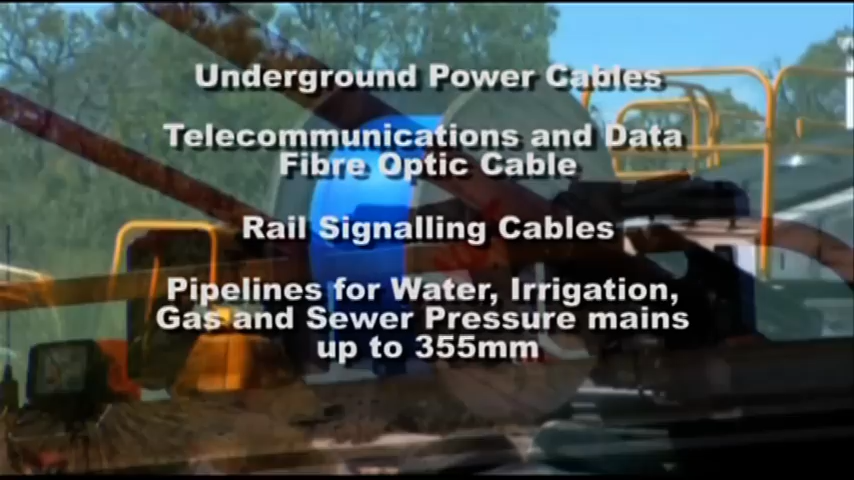 Underground Power Cables
Telecommunications and Data
Fibre Optic Cable
Rail Signalling Cables
Pipelines for Water, Irrigation,
Gas and Sewer Pressure mains
up to 355mm